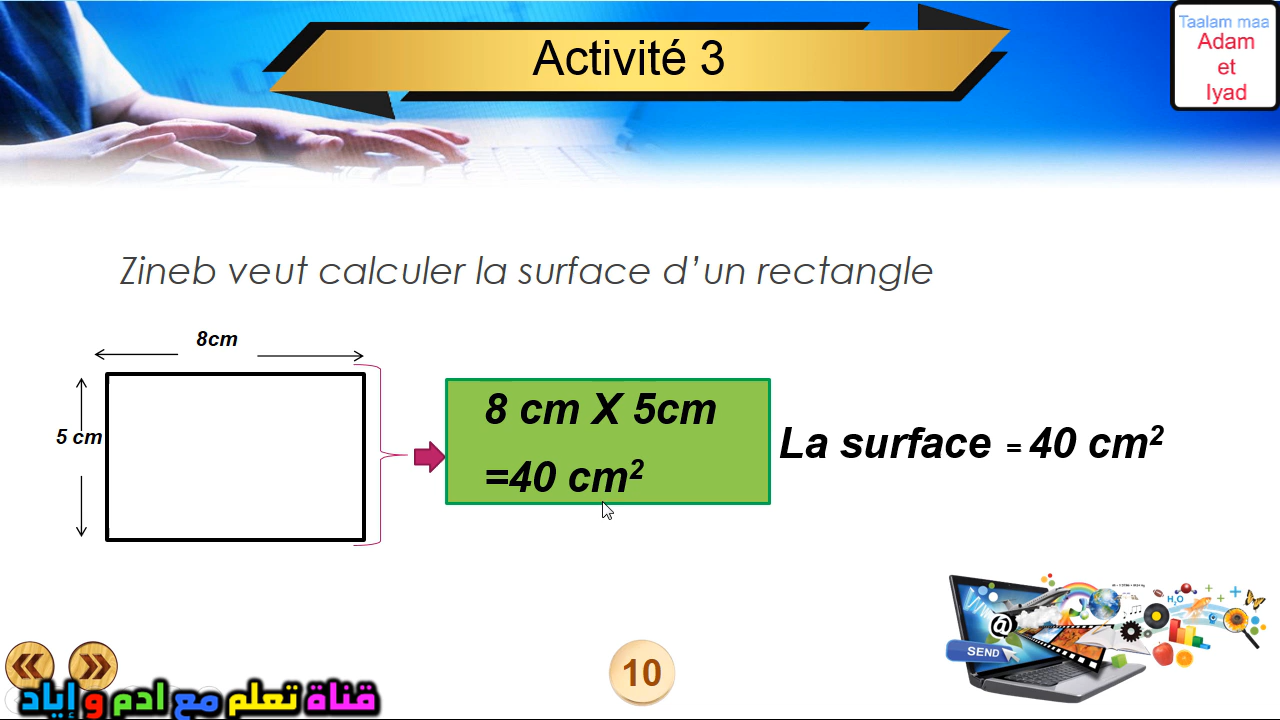 Activité 3
Taalam maa
Adam
et
Iyad
Zineb veut calculer la surface d’un rectangle
8cm
5 cm
8 cm X 5cm
=40 cm²
La surface = 40 cm²
H₂O
@
SEND
10
قناة تعلم مع ادم و إياد